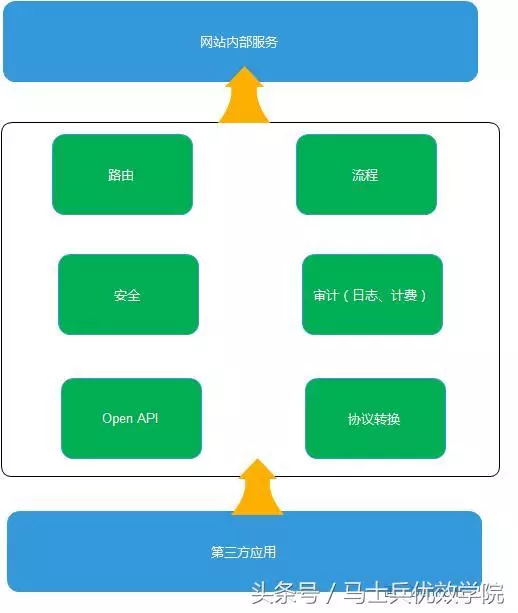 网站内部服务
路由
流程
安全
审计（日志、计费）
Open API
协议转换
第三方应用
头条号／马士兵优效学院